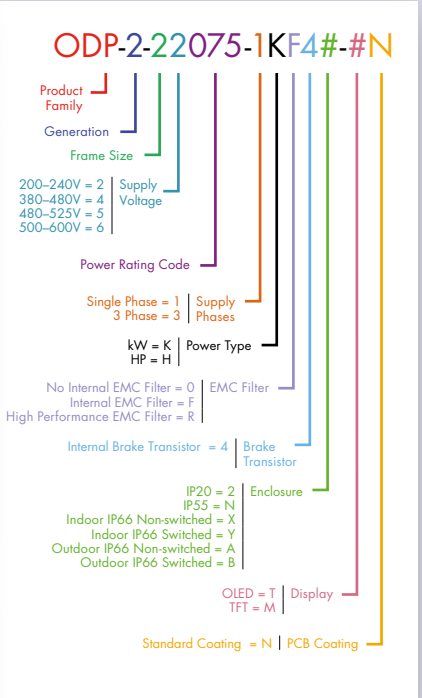 ODP-2-22075-1KF4#-#N
Product
Family
Generation
Frame Size
200–240V = 2
380–480V = 4
480–525V = 5
500–600V = 6
Supply
Voltage
Power Rating Code
Single Phase = 1
3 Phase = 3
Supply
Phases
kW = K
HP = H
Power Type
No Internal EMC Filter = 0
Internal EMC Filter = F
High Performance EMC Filter = R
EMC Filter
Internal Brake Transistor = 4
Brake
Transistor
IP20 = 2
IP55 = N
Indoor IP66 Non-switched = X
Indoor IP66 Switched = Y
Outdoor IP66 Non-switched = A
Outdoor IP66 Switched = B
Enclosure
OLED = T
TFT = M
Display
Standard Coating = N
PCB Coating